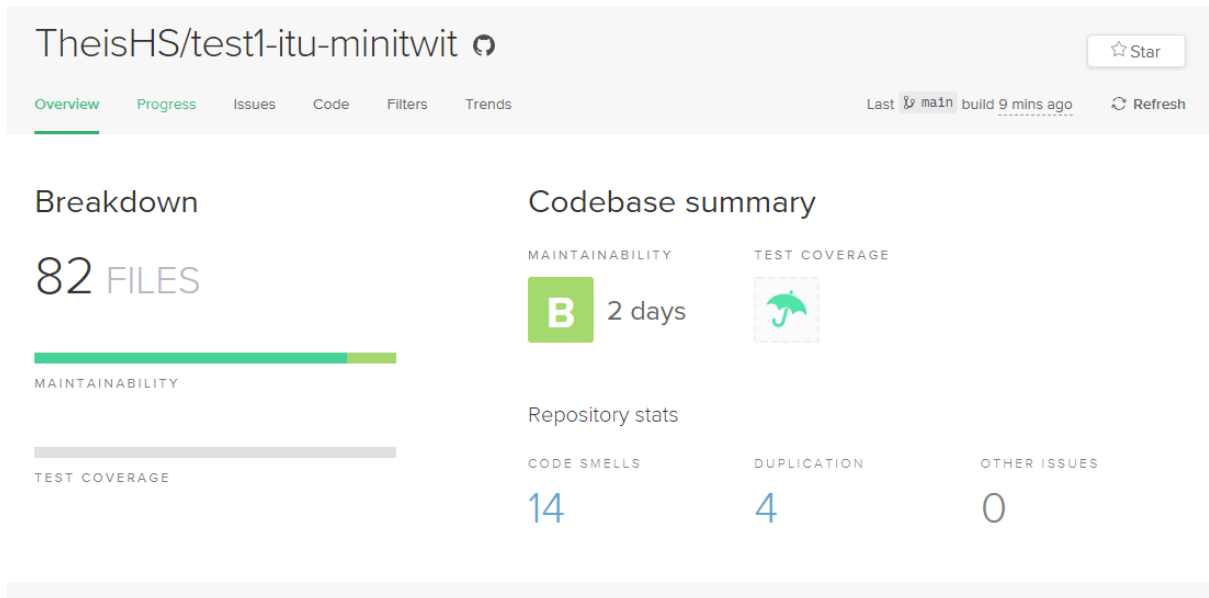 TheisHS/test1-itu-minitwit
Star
Overview Progress Issues Code Filters Trends Last main build 9 mins ago Refresh
Breakdown
82 FILES
MAINTAINABILITY
TEST COVERAGE
Codebase summary
MAINTAINABILITY TEST COVERAGE
B 2 days
Repository stats
CODE SMELLS DUPLICATION OTHER ISSUES
14 4 0